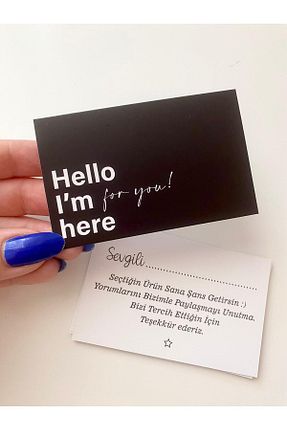 Hello
I'm for you!
here
Sevgili..............................
Seçtiğin Ürün Sana Şans Getirsin :)
Yorumlarını Bizimle Paylaşmayı Unutma.
Bizi Tercih Ettiğin İçin
Teşekkür ederiz.